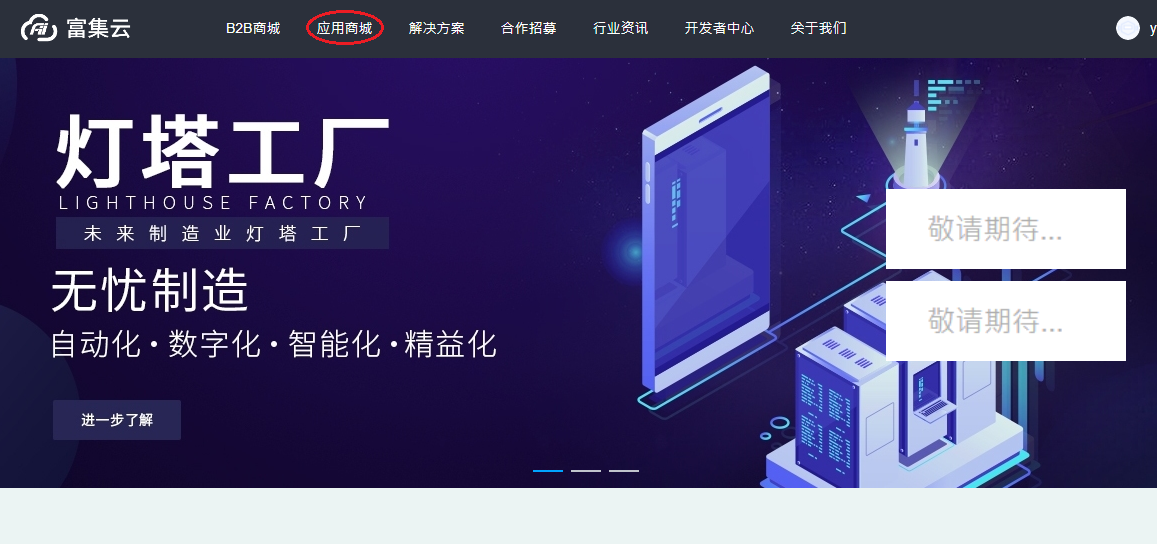 富集云 B2B商城 应用商城 解决方案 合作招募 行业资讯 开发者中心 关于我们 y
灯塔工厂
LIGHTHOUSE FACTORY
未来制造业灯塔工厂
无忧制造
自动化·数字化·智能化·精益化
进一步了解
敬请期待...
敬请期待...